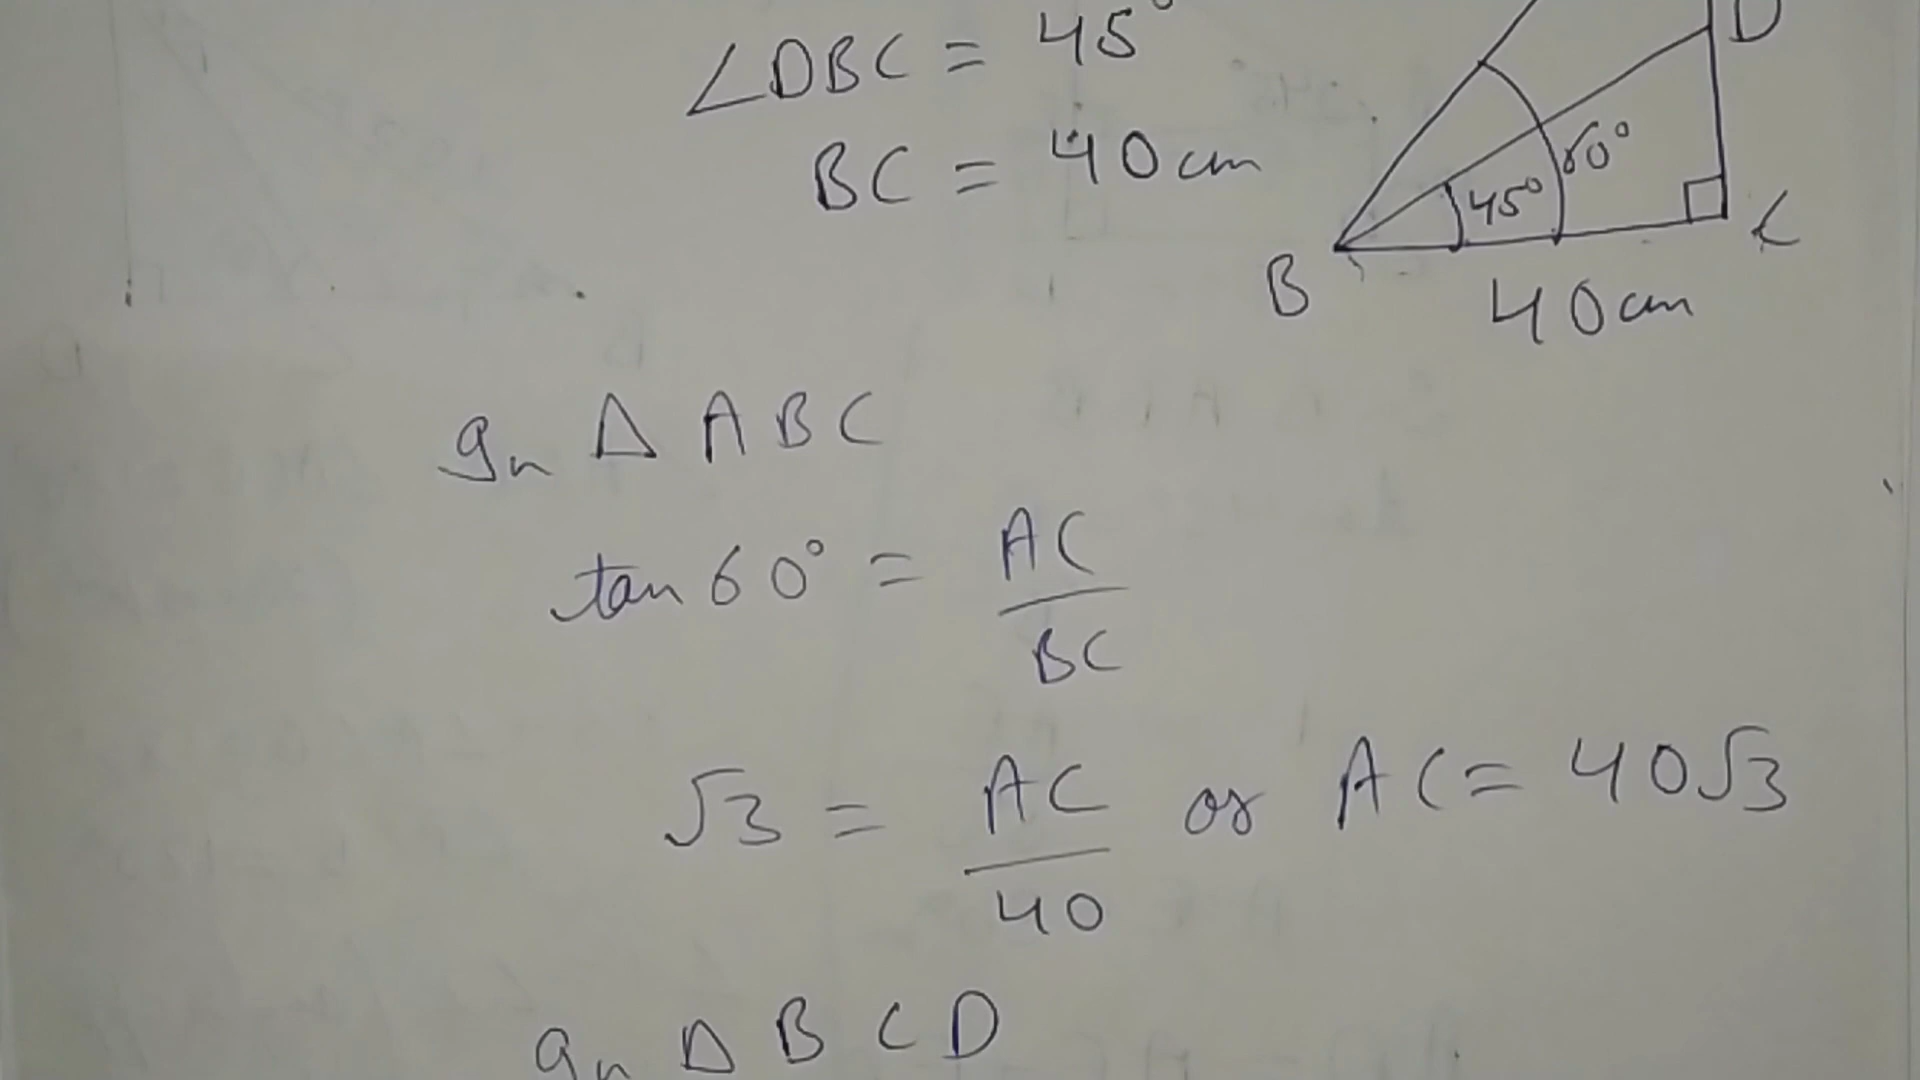 ∠DBC = 45°
BC = 40 cm
D
60°
45°
C
B
40 cm
In Δ ABC
tan 60° = AC/BC
√3 = AC/40 or AC = 40√3
In Δ BCD